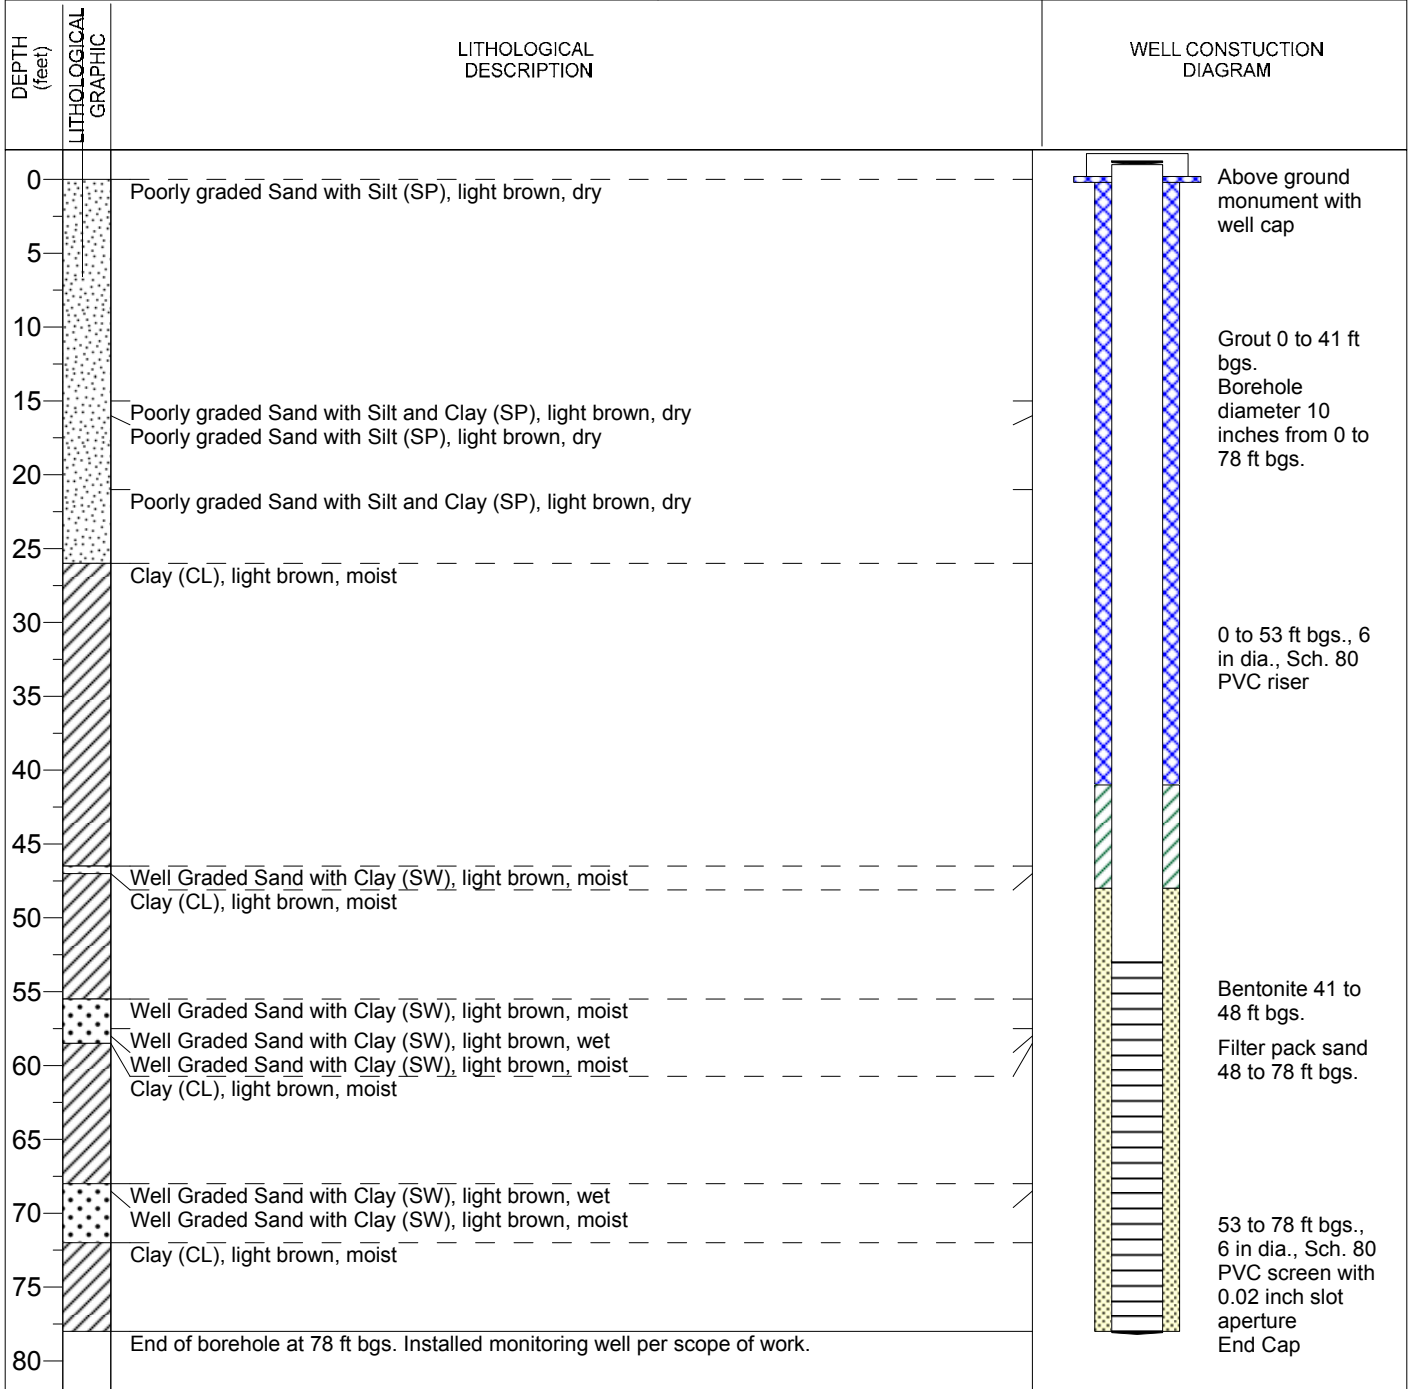 DEPTH
(feet)
LITHOLOGICAL
GRAPHIC
LITHOLOGICAL
DESCRIPTION
WELL CONSTUCTION
DIAGRAM
0
5
10
15
20
25
30
35
40
45
50
55
60
65
70
75
80
Poorly graded Sand with Silt (SP), light brown, dry
Poorly graded Sand with Silt and Clay (SP), light brown, dry
Poorly graded Sand with Silt (SP), light brown, dry
Poorly graded Sand with Silt and Clay (SP), light brown, dry
Clay (CL), light brown, moist
Well Graded Sand with Clay (SW), light brown, moist
Clay (CL), light brown, moist
Well Graded Sand with Clay (SW), light brown, moist
Well Graded Sand with Clay (SW), light brown, wet
Well Graded Sand with Clay (SW), light brown, moist
Clay (CL), light brown, moist
Well Graded Sand with Clay (SW), light brown, wet
Well Graded Sand with Clay (SW), light brown, moist
Clay (CL), light brown, moist
End of borehole at 78 ft bgs. Installed monitoring well per scope of work.
Above ground
monument with
well cap
Grout 0 to 41 ft
bgs.
Borehole
diameter 10
inches from 0 to
78 ft bgs.
0 to 53 ft bgs., 6
in dia., Sch. 80
PVC riser
Bentonite 41 to
48 ft bgs.
Filter pack sand
48 to 78 ft bgs.
53 to 78 ft bgs.,
6 in dia., Sch. 80
PVC screen with
0.02 inch slot
aperture
End Cap